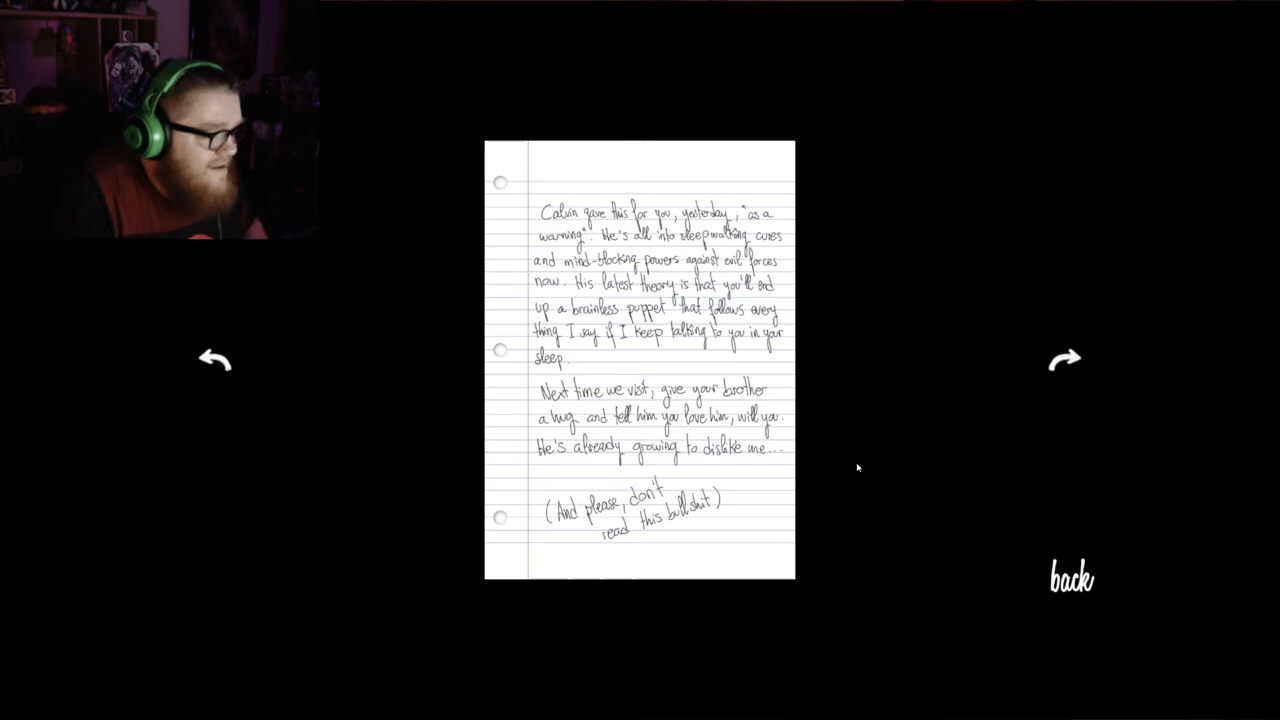 Calvin gave this for you, yesterday, "as a
warning". He's all into sleepwalking cures
and mind-blocking powers against evil forces
now. His latest theory is that you'll end
up a brainless puppet that follows every
thing I say if I keep talking to you in your
sleep.
Next time we visit, give your brother
a hug and tell him you love him, will you.
He's already growing to dislike me...
(And please, don't
read this bullshit)
back